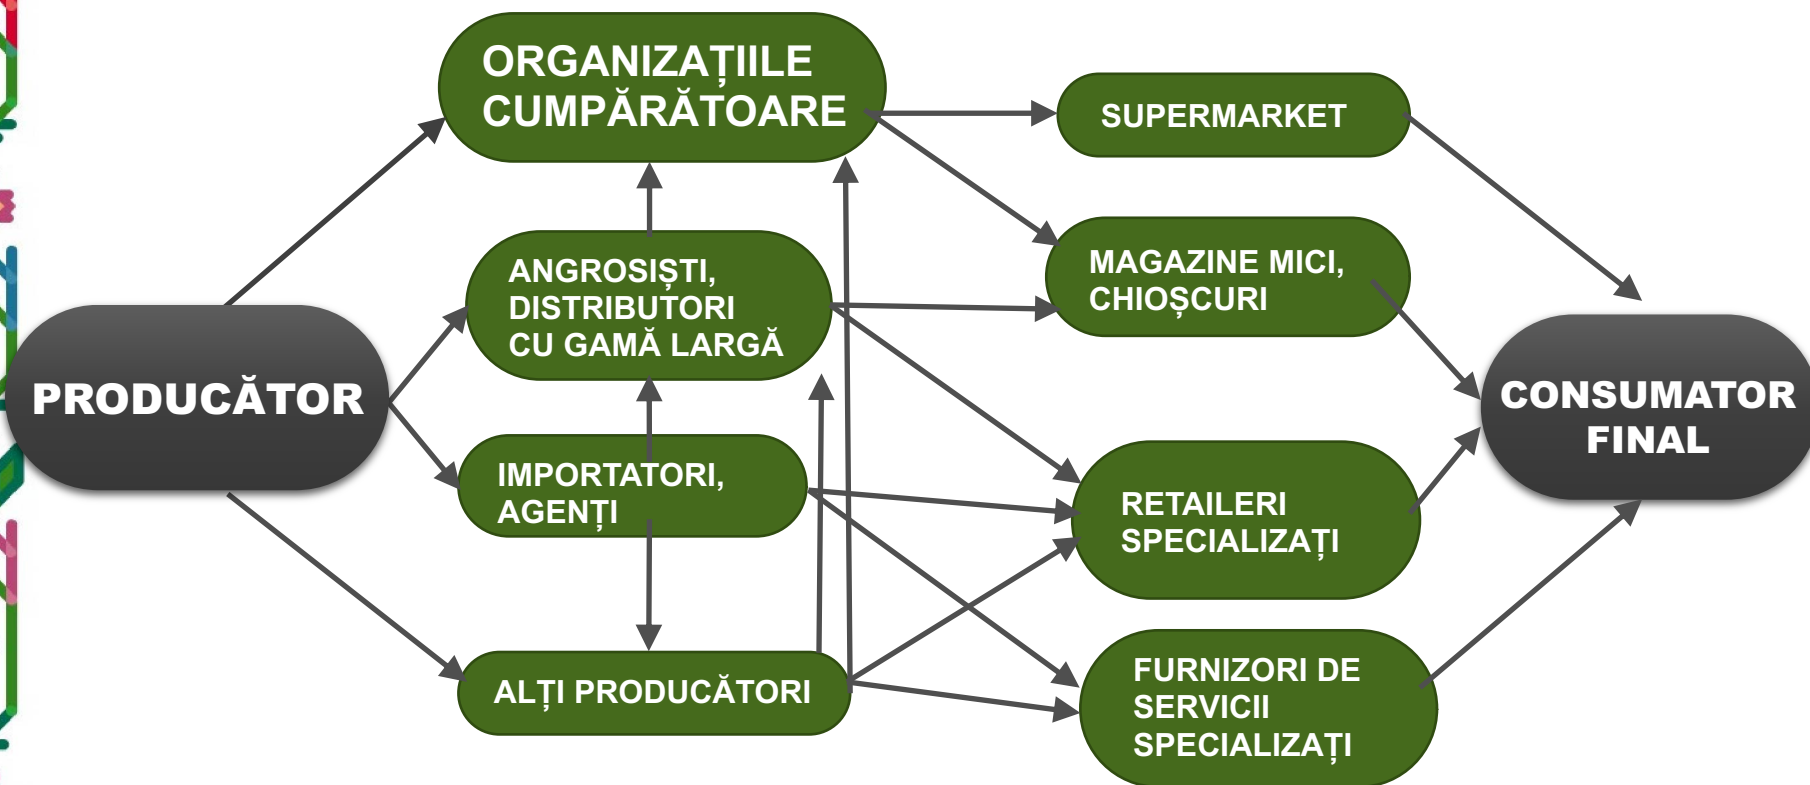 ORGANIZAȚIILE
CUMPĂRĂTOARE
SUPERMARKET
ANGROSIȘTI,
DISTRIBUTORI
CU GAMĂ LARGĂ
MAGAZINE MICI,
CHIOȘCURI
PRODUCĂTOR
CONSUMATOR
FINAL
IMPORTATORI,
AGENȚI
RETAILERI
SPECIALIZAȚI
ALȚI PRODUCĂTORI
FURNIZORI DE
SERVICII
SPECIALIZAȚI